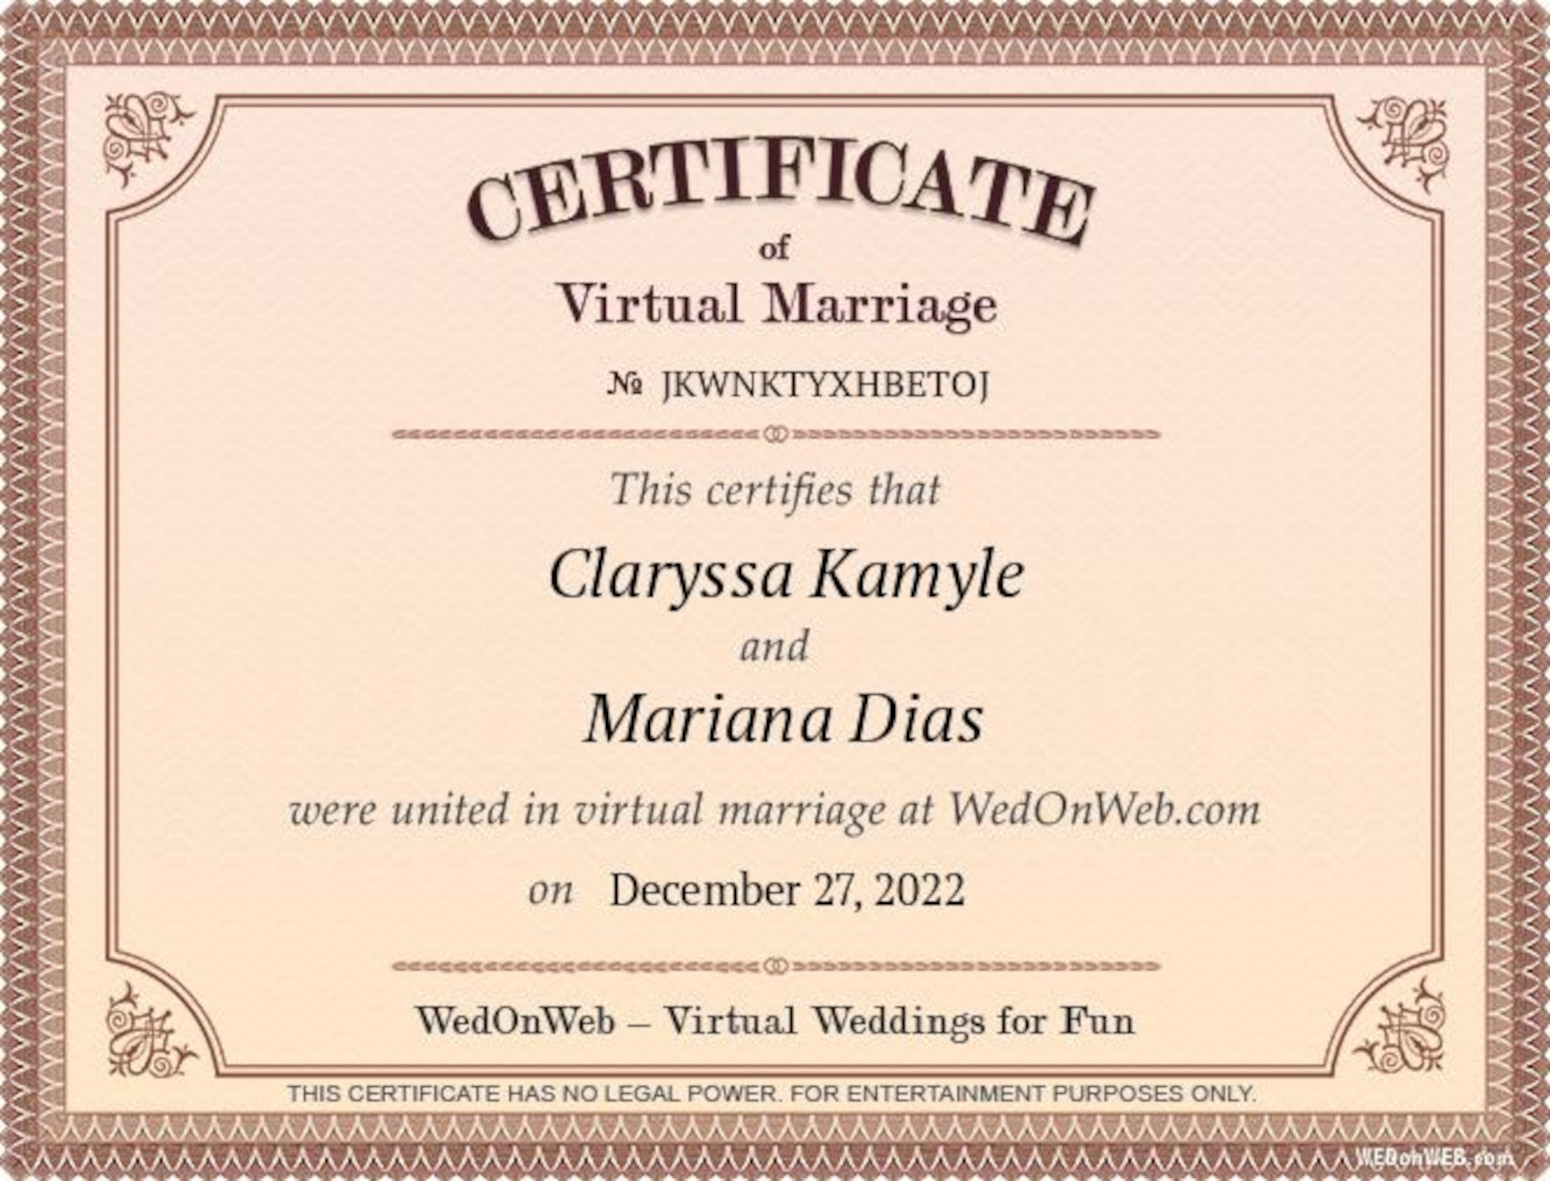 CERTIFICATE
of
Virtual Marriage
№ JKWNKTYXHBETOJ
This certifies that
Claryssa Kamyle
and
Mariana Dias
were united in virtual marriage at WedOnWeb.com
on December 27, 2022
WedOnWeb – Virtual Weddings for Fun
THIS CERTIFICATE HAS NO LEGAL POWER. FOR ENTERTAINMENT PURPOSES ONLY.
WEDonWEB.com